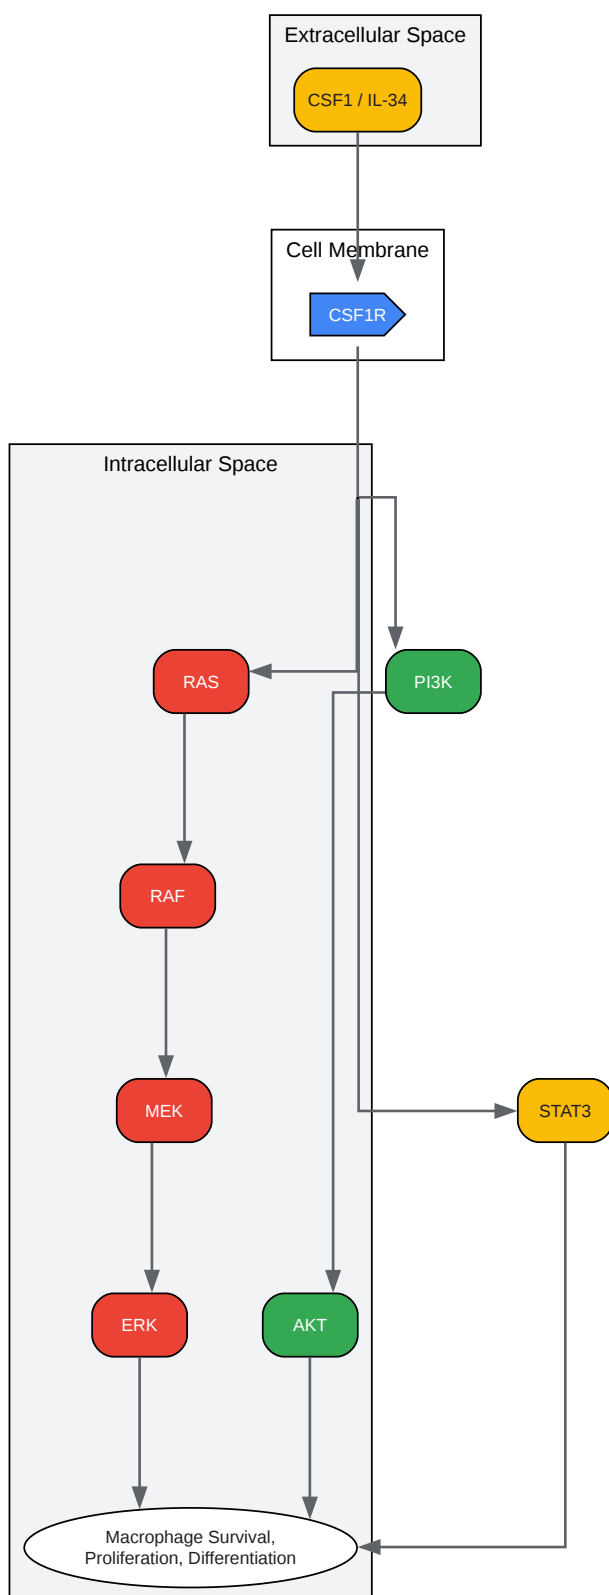 Extracellular Space
CSF1 / IL-34
Cell Membrane
CSF1R
Intracellular Space
RAS
PI3K
RAF
MEK
STAT3
ERK
AKT
Macrophage Survival,
Proliferation, Differentiation